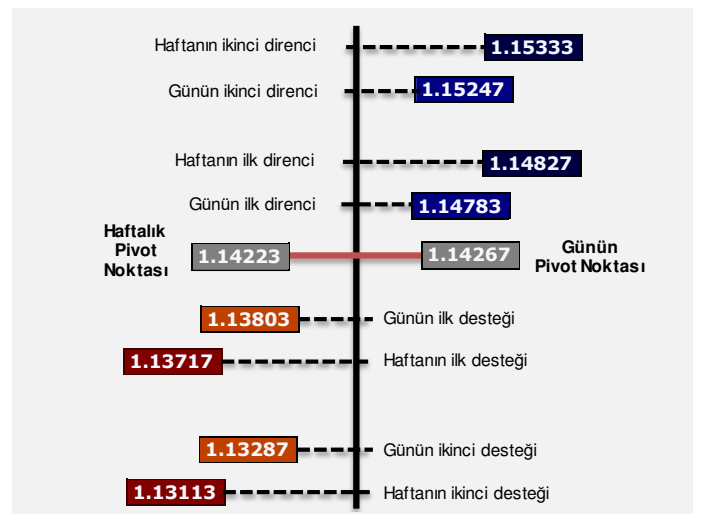 Haftanın ikinci direnci 1.15333
Günün ikinci direnci 1.15247
Haftanın ilk direnci 1.14827
Günün ilk direnci 1.14783
Haftalık
Pivot
Noktası
1.14223
1.14267
Günün
Pivot Noktası
1.13803 Günün ilk desteği
1.13717 Haftanın ilk desteği
1.13287 Günün ikinci desteği
1.13113 Haftanın ikinci desteği